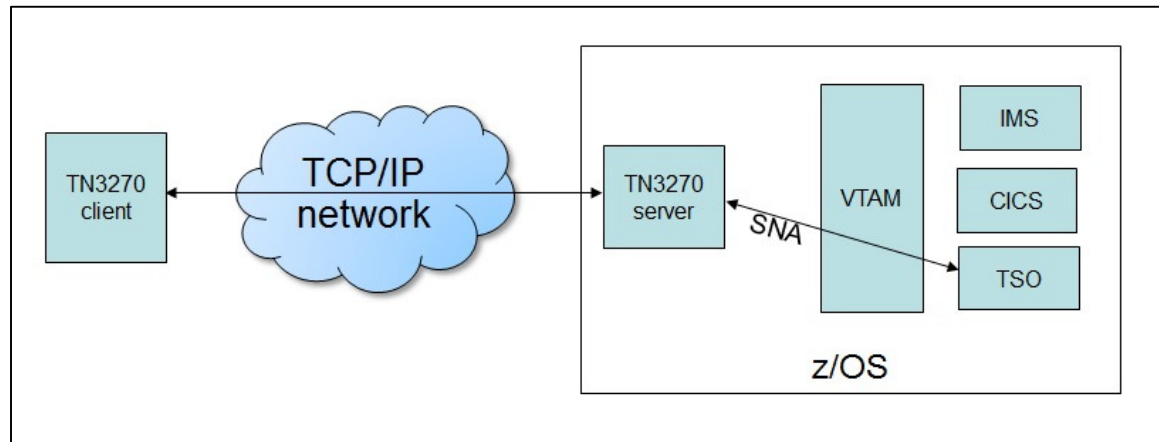 TN3270
client
TCP/IP
network
TN3270
server
SNA
VTAM
IMS
CICS
TSO
z/OS